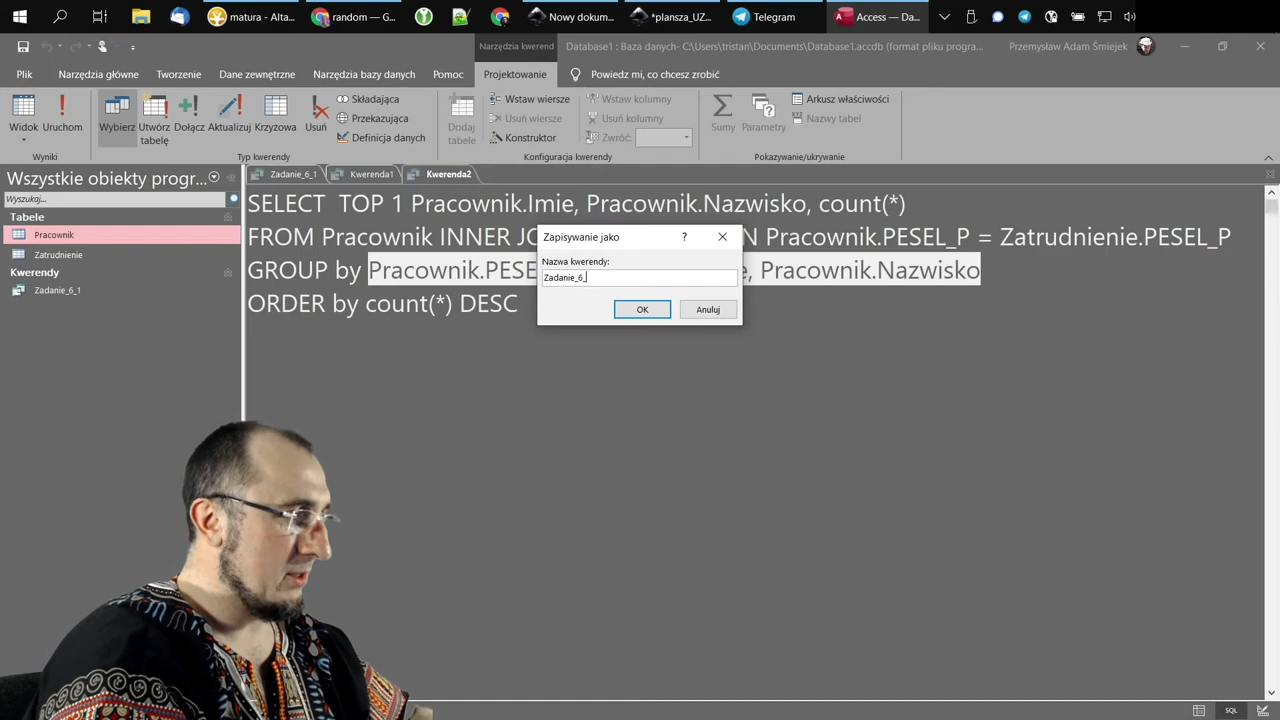 matura - Alta...
random — G...
Nowy dokum...
*plansza_UZ...
Telegram
Access — Da...
Narzędzia kwerend
Database1 : Baza danych- C:\Users\tristan\Documents\Database1.accdb (format pliku progra...
Przemysław Adam Śmiejek
Plik
Narzędzia główne
Tworzenie
Dane zewnętrzne
Narzędzia bazy danych
Pomoc
Projektowanie
Powiedz mi, co chcesz zrobić
Widok
Uruchom
Wybierz
Utwórz tabelę
Dołącz
Aktualizuj
Krzyżowa
Usuń
Składająca
Przekazująca
Definicja danych
Dodaj tabele
Wstaw wiersze
Usuń wiersze
Konstruktor
Wstaw kolumny
Usuń kolumny
Zwróć:
Sumy
Parametry
Arkusz właściwości
Nazwy tabel
Wyniki
Typ kwerendy
Konfiguracja kwerendy
Pokazywanie/ukrywanie
Wszystkie obiekty progr...
Wyszukaj...
Tabele
Pracownik
Zatrudnienie
Kwerendy
Zadanie_6_1
Zadanie_6_1
Kwerenda1
Kwerenda2
SELECT TOP 1 Pracownik.Imie, Pracownik.Nazwisko, count(*)
FROM Pracownik INNER JO N Pracownik.PESEL_P = Zatrudnienie.PESEL_P
GROUP by Pracownik.PESE e, Pracownik.Nazwisko
ORDER by count(*) DESC
Zapisywanie jako
?
Nazwa kwerendy:
Zadanie_6_
OK
Anuluj
SQL